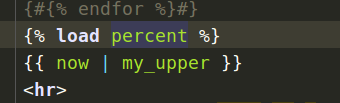 {#{% endfor %}#}
{% load percent %}
{{ now | my_upper }}
<hr>